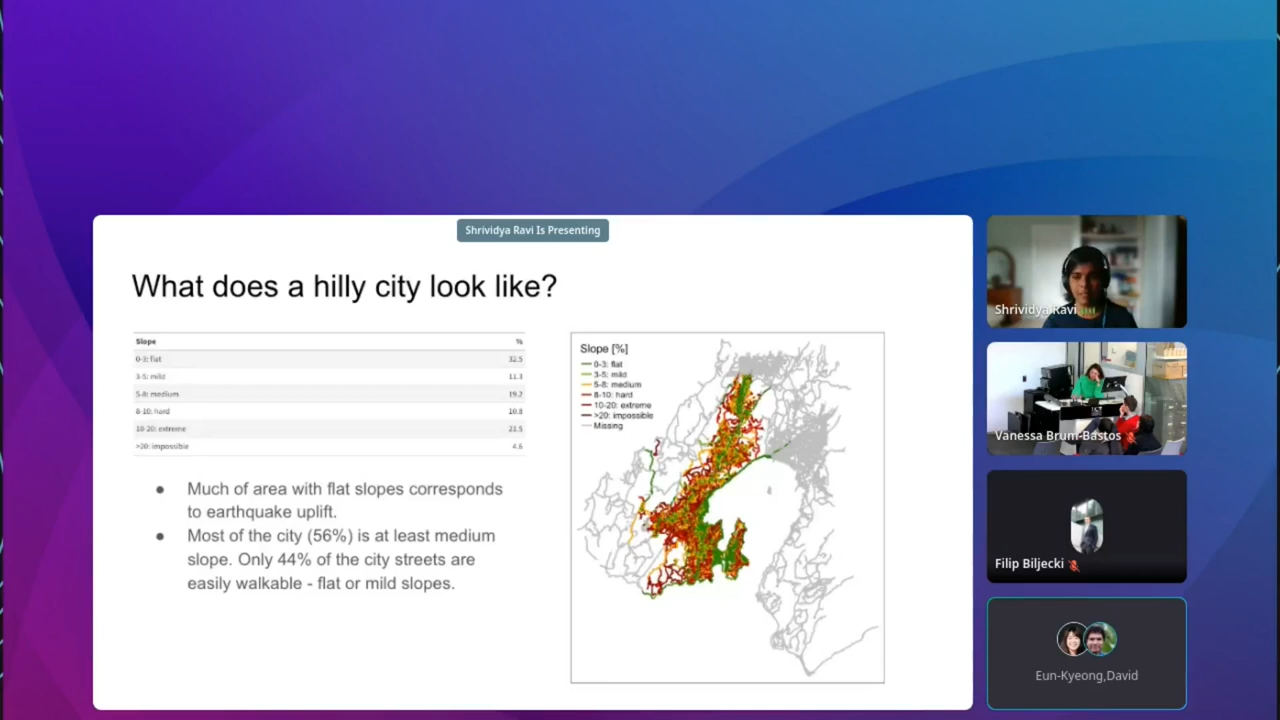 Shrividya Ravi Is Presenting
What does a hilly city look like?
Slope %
0-3: flat 32.5
3-5: mild 11.3
5-8: medium 19.2
8-10: hard 10.8
10-20: extreme 21.5
>20: impossible 4.6
● Much of area with flat slopes corresponds
to earthquake uplift.
● Most of the city (56%) is at least medium
slope. Only 44% of the city streets are
easily walkable - flat or mild slopes.
Slope [%]
0-3: flat
3-5: mild
5-8: medium
8-10: hard
10-20: extreme
>20: impossible
Missing
Shrividya Ravi
Vanessa Brum-Bastos
Filip Biljecki
Eun-Kyeong,David